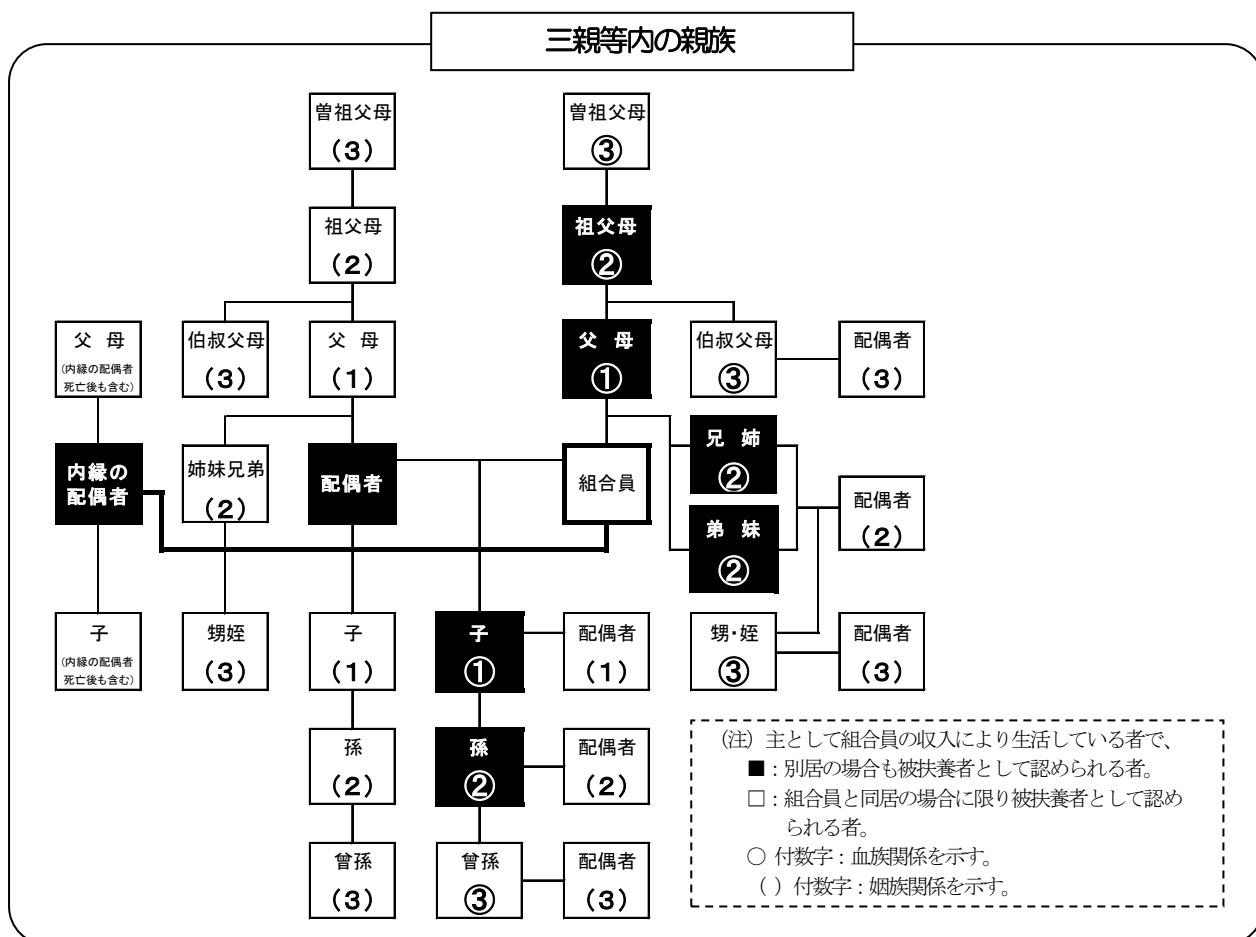 三親等内の親族
曽祖父母
(3)
曽祖父母
③
祖父母
(2)
祖父母
②
父 母
(内縁の配偶者
死亡後も含む)
伯叔父母
(3)
父 母
(1)
父 母
①
伯叔父母
③
配偶者
(3)
内縁の
配偶者
姉妹兄弟
(2)
配偶者
組合員
兄 姉
②
弟 妹
②
配偶者
(2)
子
(内縁の配偶者
死亡後も含む)
甥姪
(3)
子
(1)
子
①
配偶者
(1)
甥・姪
③
配偶者
(3)
孫
(2)
孫
②
配偶者
(2)
曾孫
(3)
曾孫
③
配偶者
(3)
(注) 主として組合員の収入により生活している者で、
■:別居の場合も被扶養者として認められる者。
□:組合員と同居の場合に限り被扶養者として認め
られる者。
○ 付数字:血族関係を示す。
( ) 付数字:姻族関係を示す。